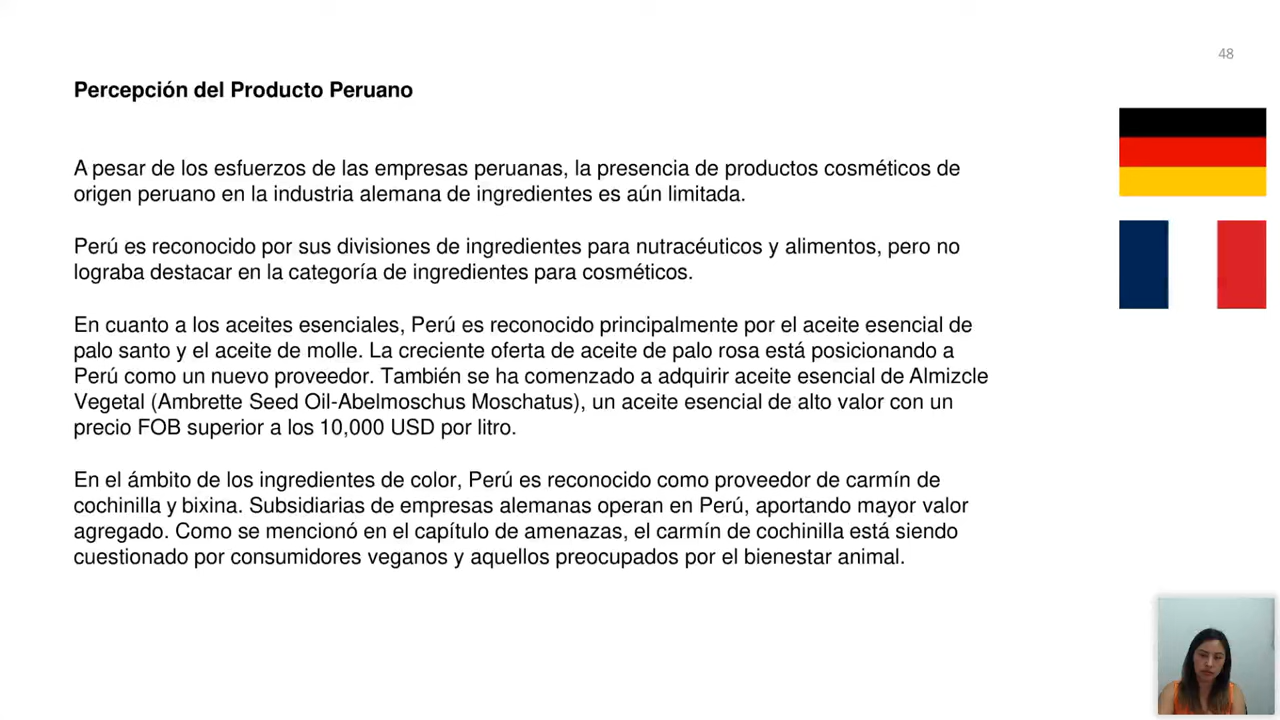 48
Percepción del Producto Peruano
A pesar de los esfuerzos de las empresas peruanas, la presencia de productos cosméticos de
origen peruano en la industria alemana de ingredientes es aún limitada.
Perú es reconocido por sus divisiones de ingredientes para nutracéuticos y alimentos, pero no
lograba destacar en la categoría de ingredientes para cosméticos.
En cuanto a los aceites esenciales, Perú es reconocido principalmente por el aceite esencial de
palo santo y el aceite de molle. La creciente oferta de aceite de palo rosa está posicionando a
Perú como un nuevo proveedor. También se ha comenzado a adquirir aceite esencial de Almizcle
Vegetal (Ambrette Seed Oil-Abelmoschus Moschatus), un aceite esencial de alto valor con un
precio FOB superior a los 10,000 USD por litro.
En el ámbito de los ingredientes de color, Perú es reconocido como proveedor de carmín de
cochinilla y bixina. Subsidiarias de empresas alemanas operan en Perú, aportando mayor valor
agregado. Como se mencionó en el capítulo de amenazas, el carmín de cochinilla está siendo
cuestionado por consumidores veganos y aquellos preocupados por el bienestar animal.